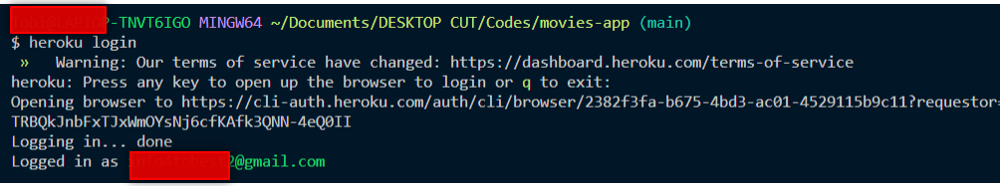 P-TNVT6IGO MINGW64 ~/Documents/DESKTOP CUT/Codes/movies-app (main)
$ heroku login
» Warning: Our terms of service have changed: https://dashboard.heroku.com/terms-of-service
heroku: Press any key to open up the browser to login or q to exit:
Opening browser to https://cli-auth.heroku.com/auth/cli/browser/2382f3fa-b675-4bd3-ac01-4529115b9c11?requestor=
TRBQkJnbFxTJxWmOYsNj6cfKAfk3QNN-4eQ0II
Logging in... done
Logged in as 2@gmail.com